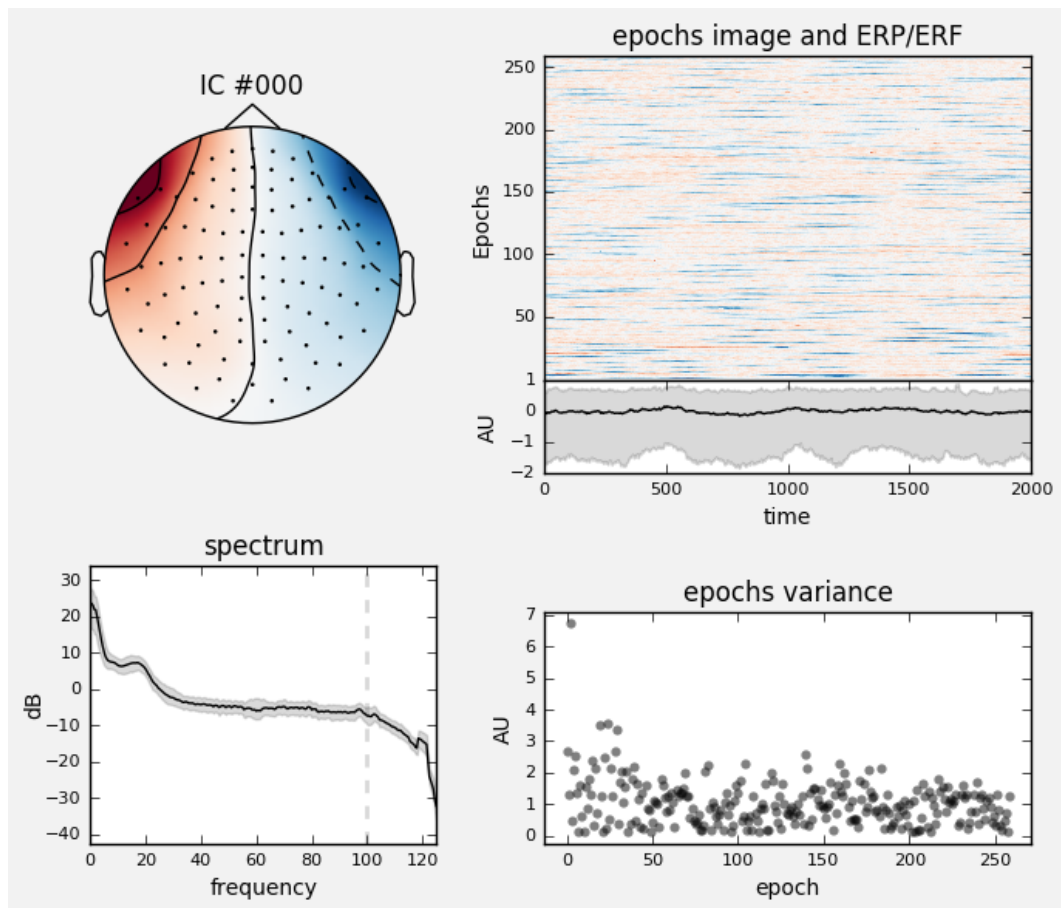 IC #000
epochs image and ERP/ERF
Epochs
250
200
150
100
50
1
AU
0
−1
−2
0 500 1000 1500 2000
time
spectrum
dB
30
20
10
0
−10
−20
−30
−40
0 20 40 60 80 100 120
frequency
epochs variance
AU
7
6
5
4
3
2
1
0
0 50 100 150 200 250
epoch